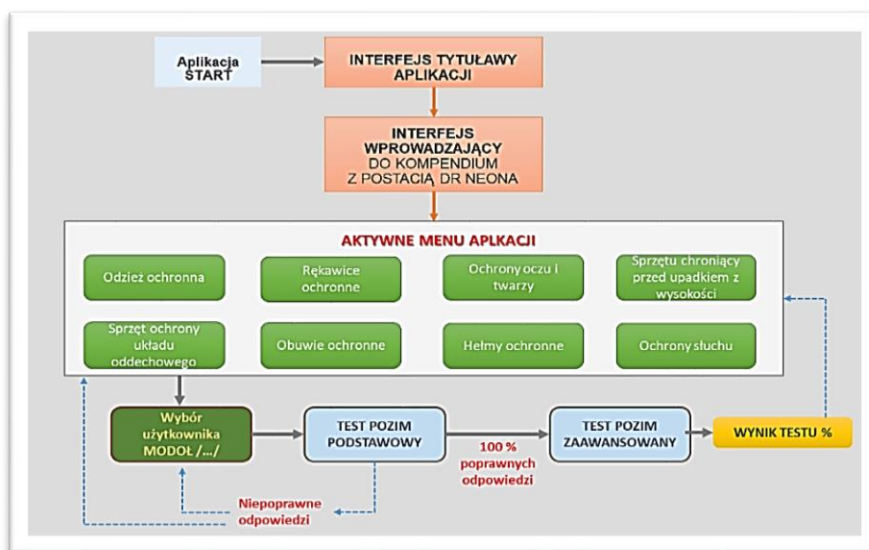 Aplikacja
START
INTERFEJS TYTUŁAWY
APLIKACJI
INTERFEJS
WPROWADZAJĄCY
DO KOMPENDIUM
Z POSTACIĄ DR NEONA
AKTYWNE MENU APLKACJI
Odzież ochronna
Rękawice
ochronne
Ochrony oczu i
twarzy
Sprzętu chroniący
przed upadkiem z
wysokości
Sprzęt ochrony
układu
oddechowego
Obuwie ochronne
Hełmy ochronne
Ochrony słuchu
Wybór
użytkownika
MODOŁ /.../
TEST POZIM
PODSTAWOWY
100 %
poprawnych
odpowiedzi
TEST POZIM
ZAAWANSOWANY
WYNIK TESTU %
Niepoprawne
odpowiedzi